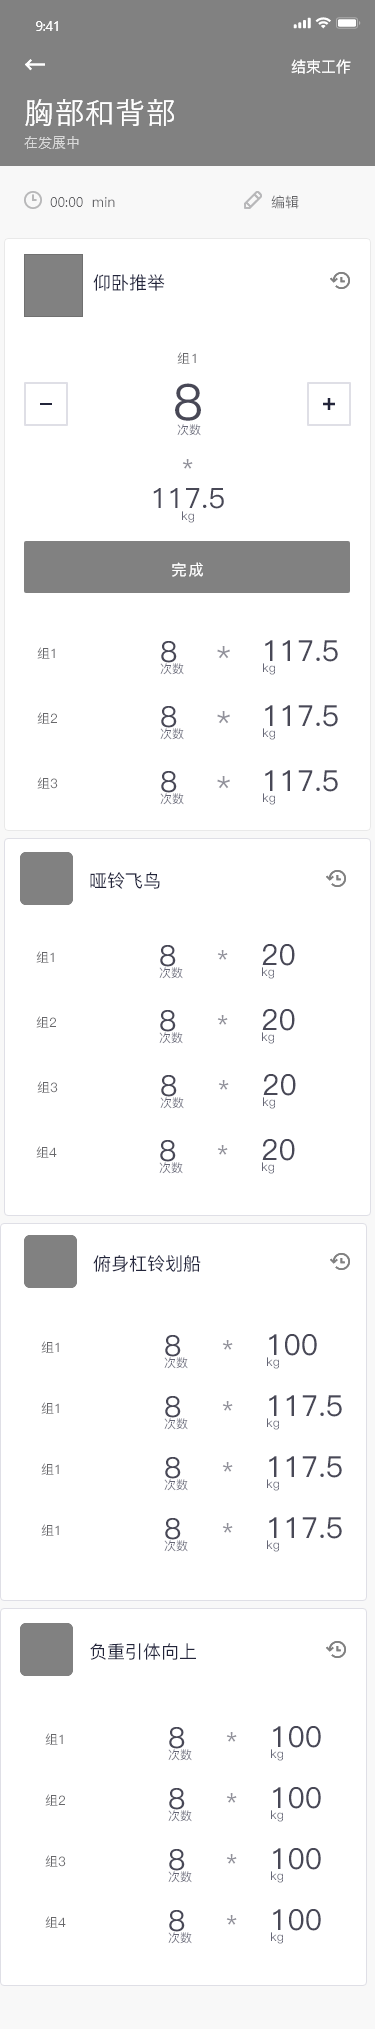 9:41
结束工作
胸部和背部
在发展中
00:00 min
编辑
仰卧推举
组1
8
次数
*
117.5
kg
完成
组1 8 * 117.5
次数 kg
组2 8 * 117.5
次数 kg
组3 8 * 117.5
次数 kg
哑铃飞鸟
组1 8 * 20
次数 kg
组2 8 * 20
次数 kg
组3 8 * 20
次数 kg
组4 8 * 20
次数 kg
俯身杠铃划船
组1 8 * 100
次数 kg
组1 8 * 117.5
次数 kg
组1 8 * 117.5
次数 kg
组1 8 * 117.5
次数 kg
负重引体向上
组1 8 * 100
次数 kg
组2 8 * 100
次数 kg
组3 8 * 100
次数 kg
组4 8 * 100
次数 kg